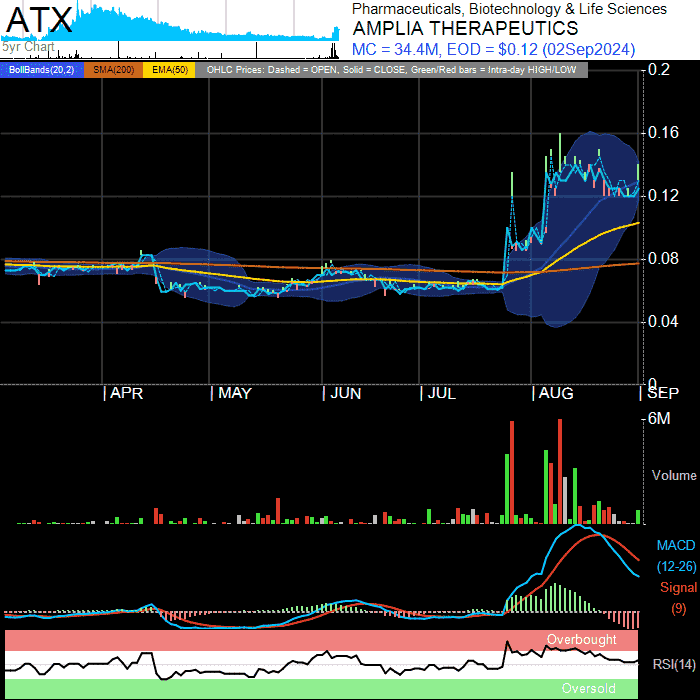 ATX
Pharmaceuticals, Biotechnology & Life Sciences
AMPLIA THERAPEUTICS
MC = 34.4M, EOD = $0.12 (02Sep2024)
5yr Chart
BollBands(20,2) SMA(200) EMA(50) OHLC Prices: Dashed = OPEN, Solid = CLOSE, Green/Red bars = Intra-day HIGH/LOW
0.2
0.16
0.12
0.08
0.04
0
APR MAY JUN JUL AUG SEP
6M
Volume
MACD
(12-26)
Signal
(9)
Overbought
RSI(14)
Oversold